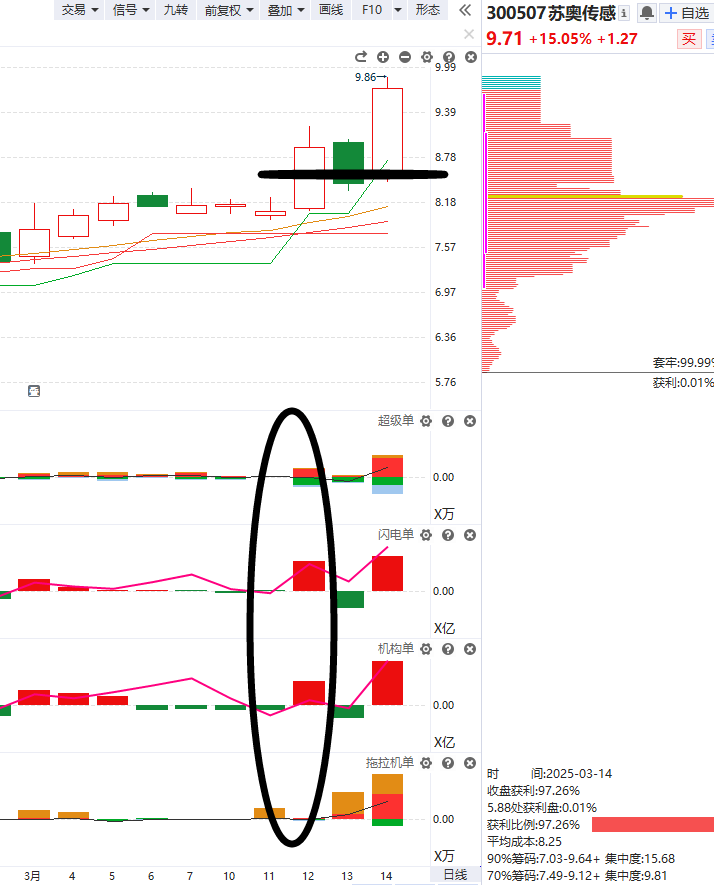 交易 信号 九转 前复权 叠加 画线 F10 形态
300507 苏奥传感 自选
9.71 +15.05% +1.27 买
9.99
9.86
9.39
8.78
8.18
7.57
6.97
6.36
套牢:99.99%
5.76
获利:0.01%
叠
超级单
0.00
X万
闪电单
0.00
X亿
机构单
0.00
X亿
拖拉机单
时 间:2025-03-14
收盘获利:97.26%
5.88处获利盘:0.01%
0.00
获利比例:97.26%
平均成本:8.25
X万
90%筹码:7.03-9.64+ 集中度:15.68
3月 4 5 6 7 10 11 12 13 14 日线
70%筹码:7.49-9.12+ 集中度:9.81